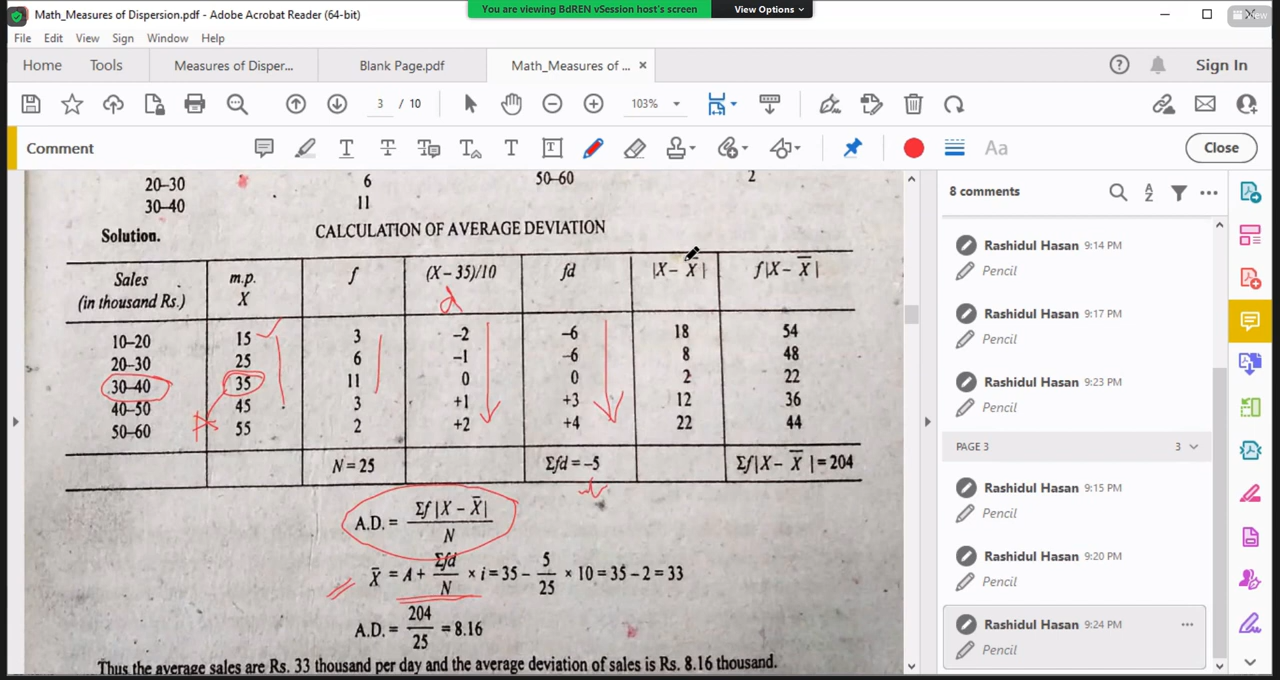 You are viewing BdREN vSession host's screen View Options
Math_Measures of Dispersion.pdf - Adobe Acrobat Reader (64-bit)
View
File Edit View Sign Window Help
Home Tools Measures of Disper... Blank Page.pdf Math_Measures of ... × Sign In
3 / 10 103%
Comment Aa Close
20–30 6 50–60 2
30–40 11
Solution. CALCULATION OF AVERAGE DEVIATION
Sales m.p. f (X – 35)/10 fd |X – X̄| f|X – X̄|
(in thousand Rs.) X d
10–20 15 3 –2 –6 18 54
20–30 25 6 –1 –6 8 48
30–40 35 11 0 0 2 22
40–50 45 3 +1 +3 12 36
50–60 55 2 +2 +4 22 44
N = 25 Σfd = –5 Σf|X – X̄| = 204
A.D. = Σf |X – X̄| / N
X̄ = A + Σfd / N × i = 35 – 5 / 25 × 10 = 35 – 2 = 33
A.D. = 204 / 25 = 8.16
Thus the average sales are Rs. 33 thousand per day and the average deviation of sales is Rs. 8.16 thousand.
8 comments
Rashidul Hasan 9:14 PM
Pencil
Rashidul Hasan 9:17 PM
Pencil
Rashidul Hasan 9:23 PM
Pencil
PAGE 3 3
Rashidul Hasan 9:15 PM
Pencil
Rashidul Hasan 9:20 PM
Pencil
Rashidul Hasan 9:24 PM
Pencil